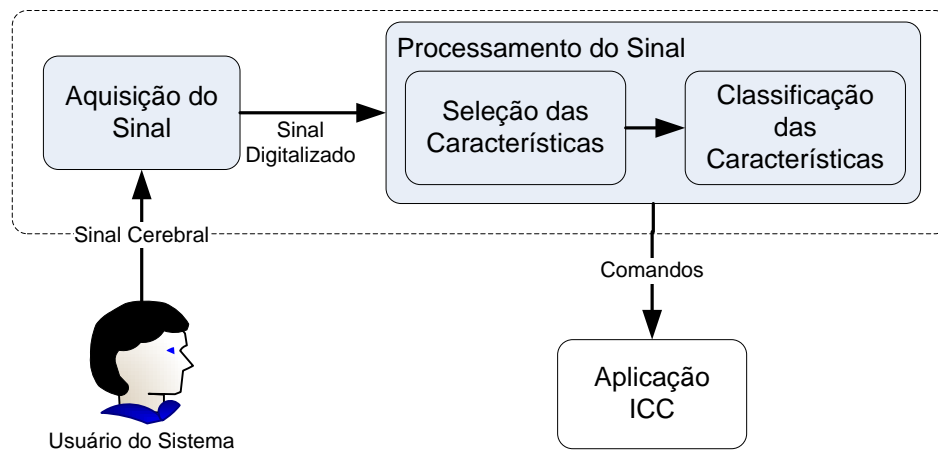 Processamento do Sinal
Aquisição do
Sinal
Sinal
Digitalizado
Seleção das
Características
Classificação
das
Características
Sinal Cerebral
Comandos
Aplicação
ICC
Usuário do Sistema